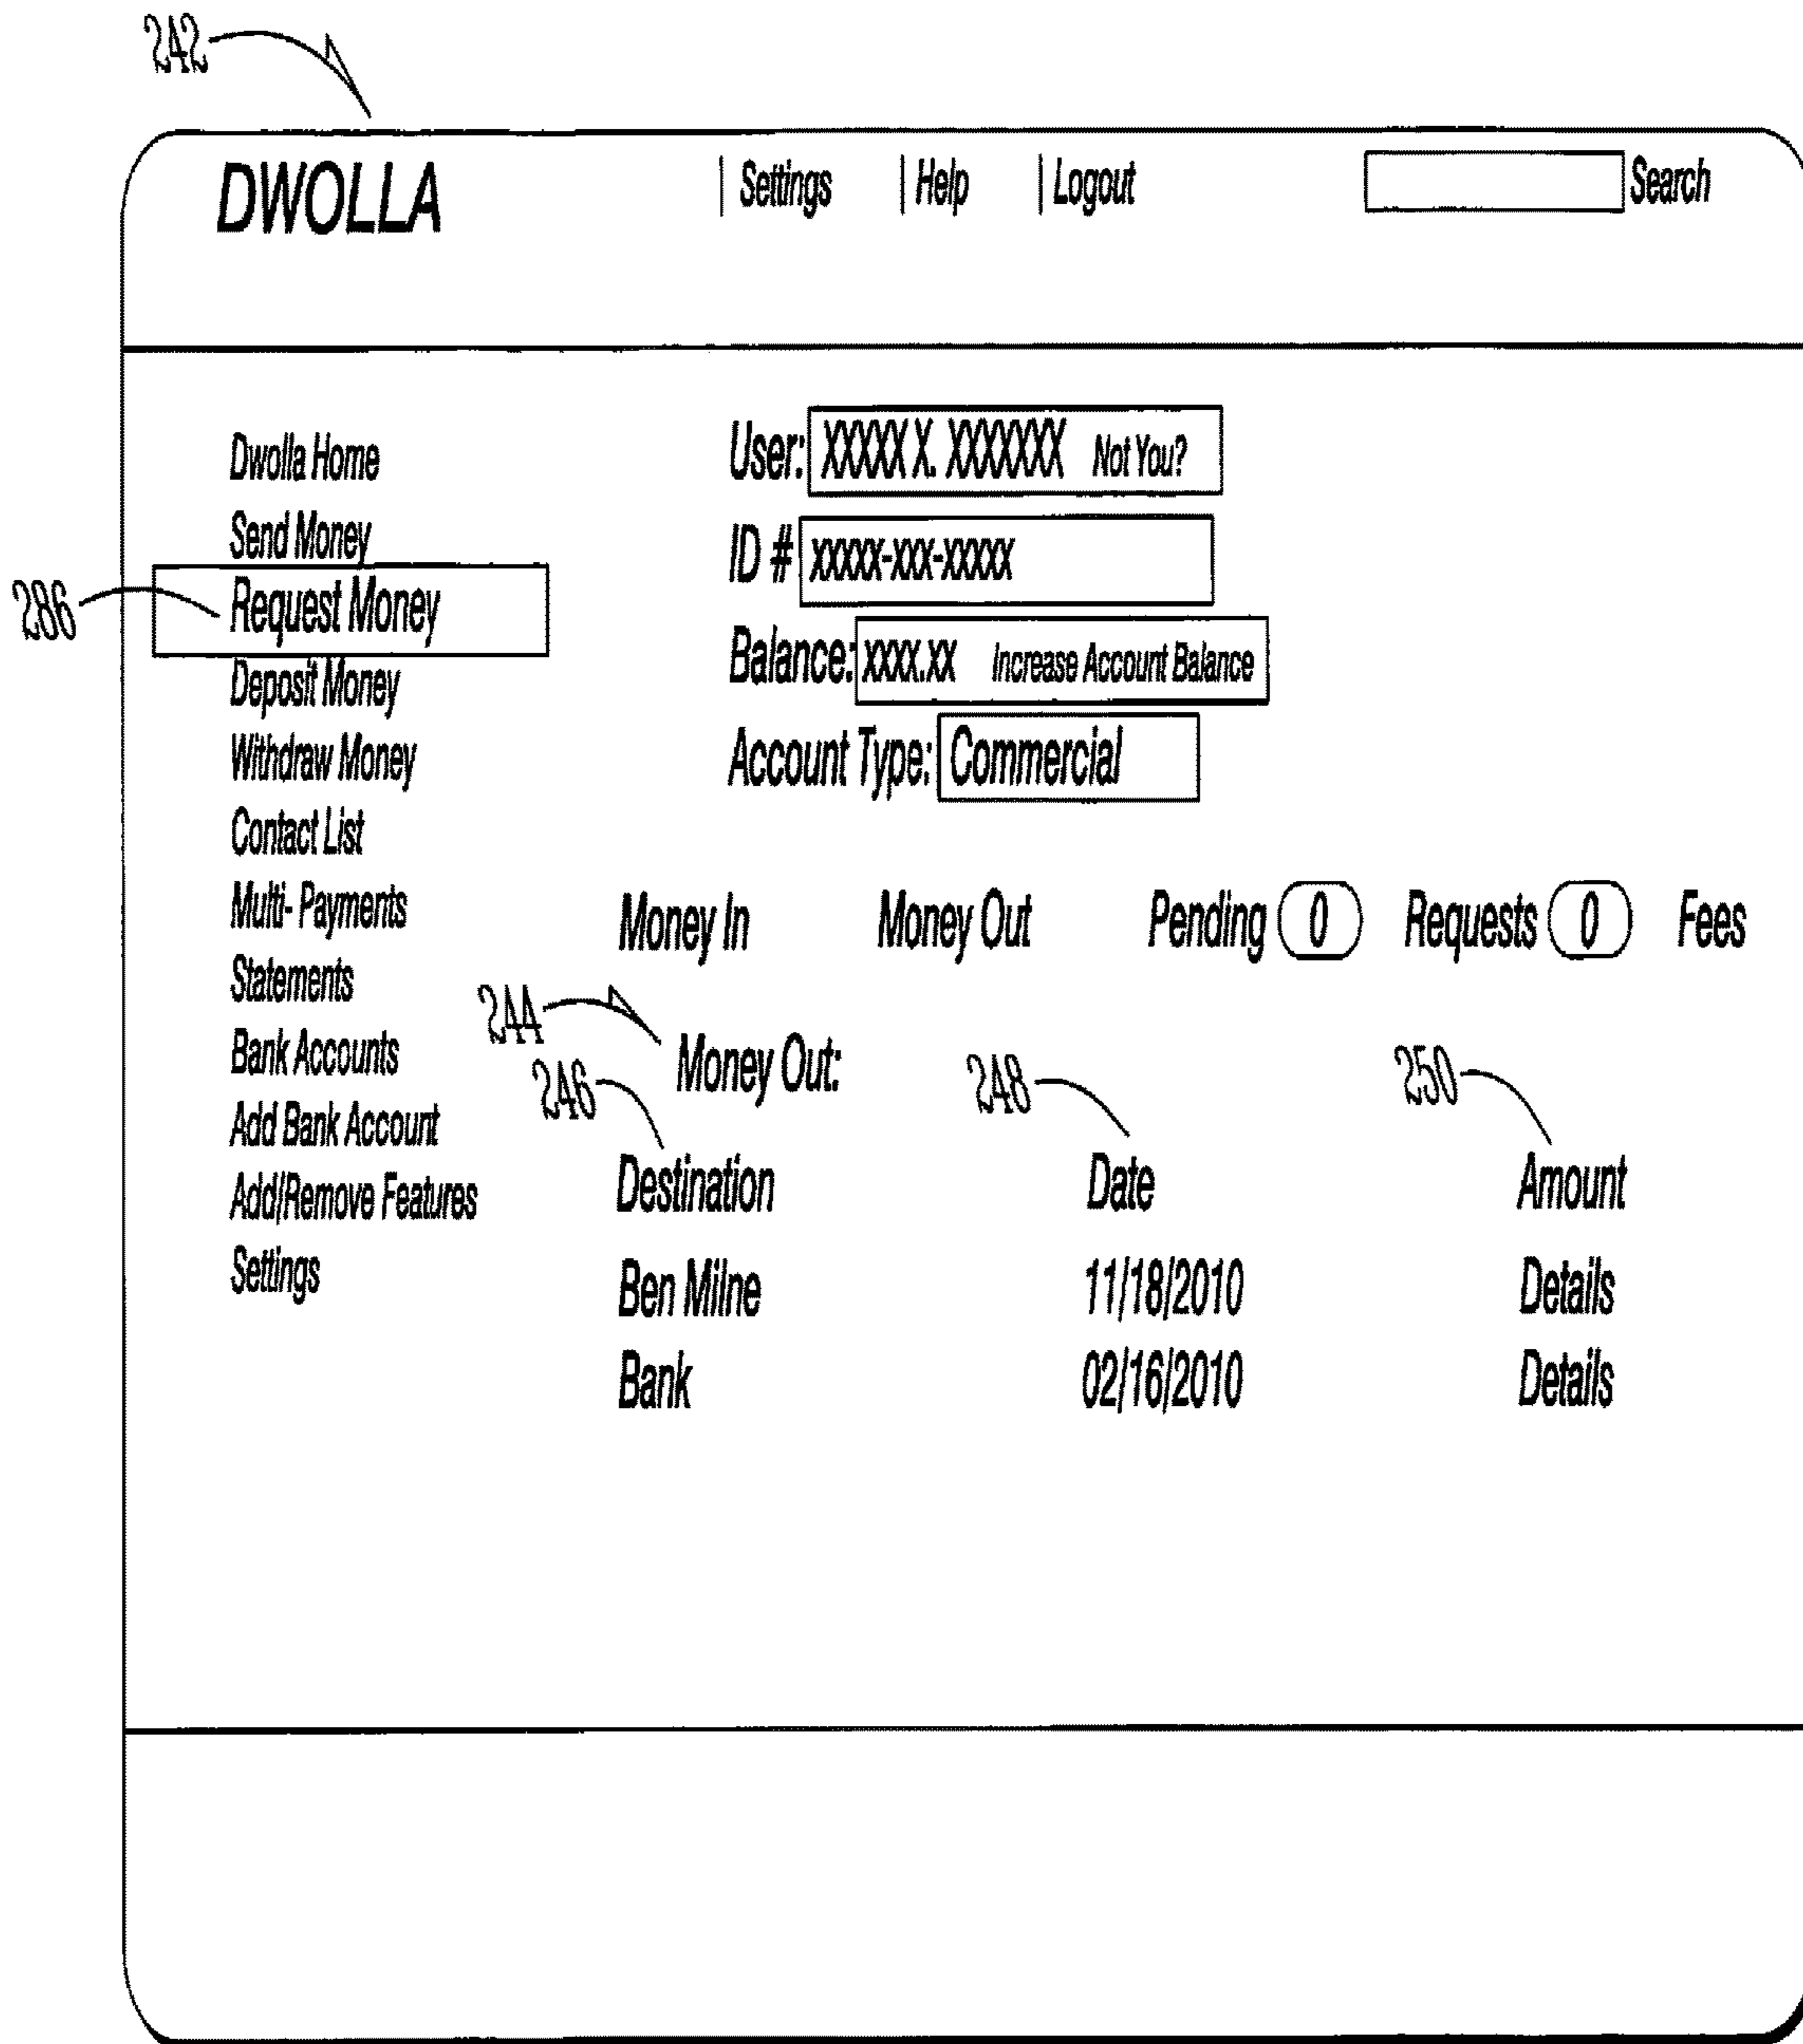 242
DWOLLA | Settings | Help | Logout Search
Dwolla Home
Send Money
286 Request Money
Deposit Money
Withdraw Money
Contact List
Multi- Payments
Statements
Bank Accounts
Add Bank Account
Add/Remove Features
Settings
User: XXXXX X. XXXXXXX Not You?
ID # xxxxx-xxx-xxxxx
Balance: xxxx.xx Increase Account Balance
Account Type: Commercial
Money In Money Out Pending 0 Requests 0 Fees
244 Money Out:
246 248 250
Destination Date Amount
Ben Milne 11/18/2010 Details
Bank 02/16/2010 Details